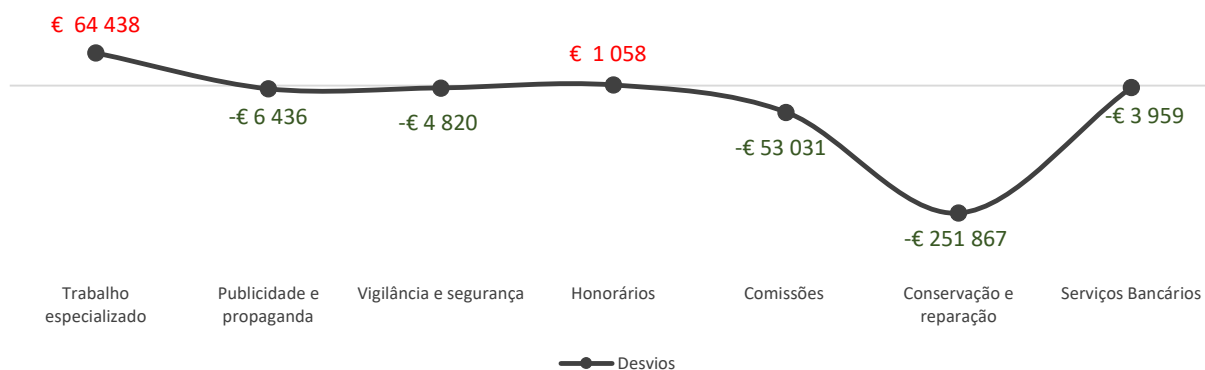 € 64 438
€ 1 058
-€ 6 436
-€ 4 820
-€ 3 959
-€ 53 031
-€ 251 867
Trabalho
especializado
Publicidade e
propaganda
Vigilância e segurança
Honorários
Comissões
Conservação e
reparação
Serviços Bancários
Desvios